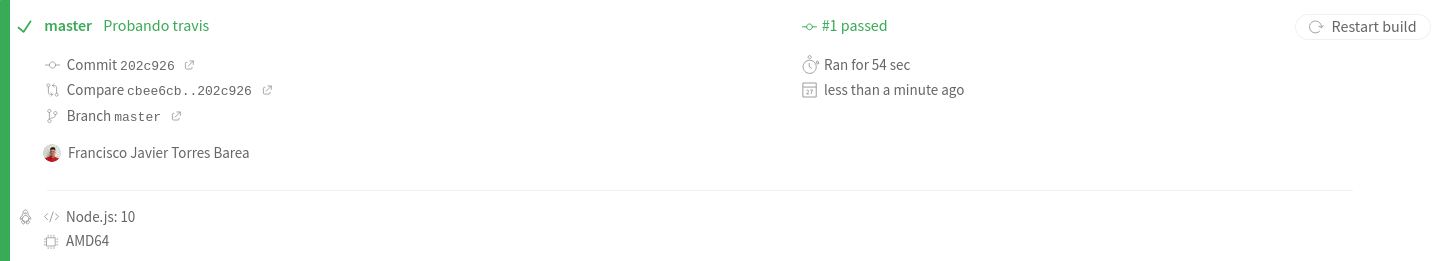 master Probando travis
#1 passed
Restart build
Commit 202c926
Compare cbee6cb..202c926
Branch master
Ran for 54 sec
27
less than a minute ago
Francisco Javier Torres Barea
</> Node.js: 10
AMD64